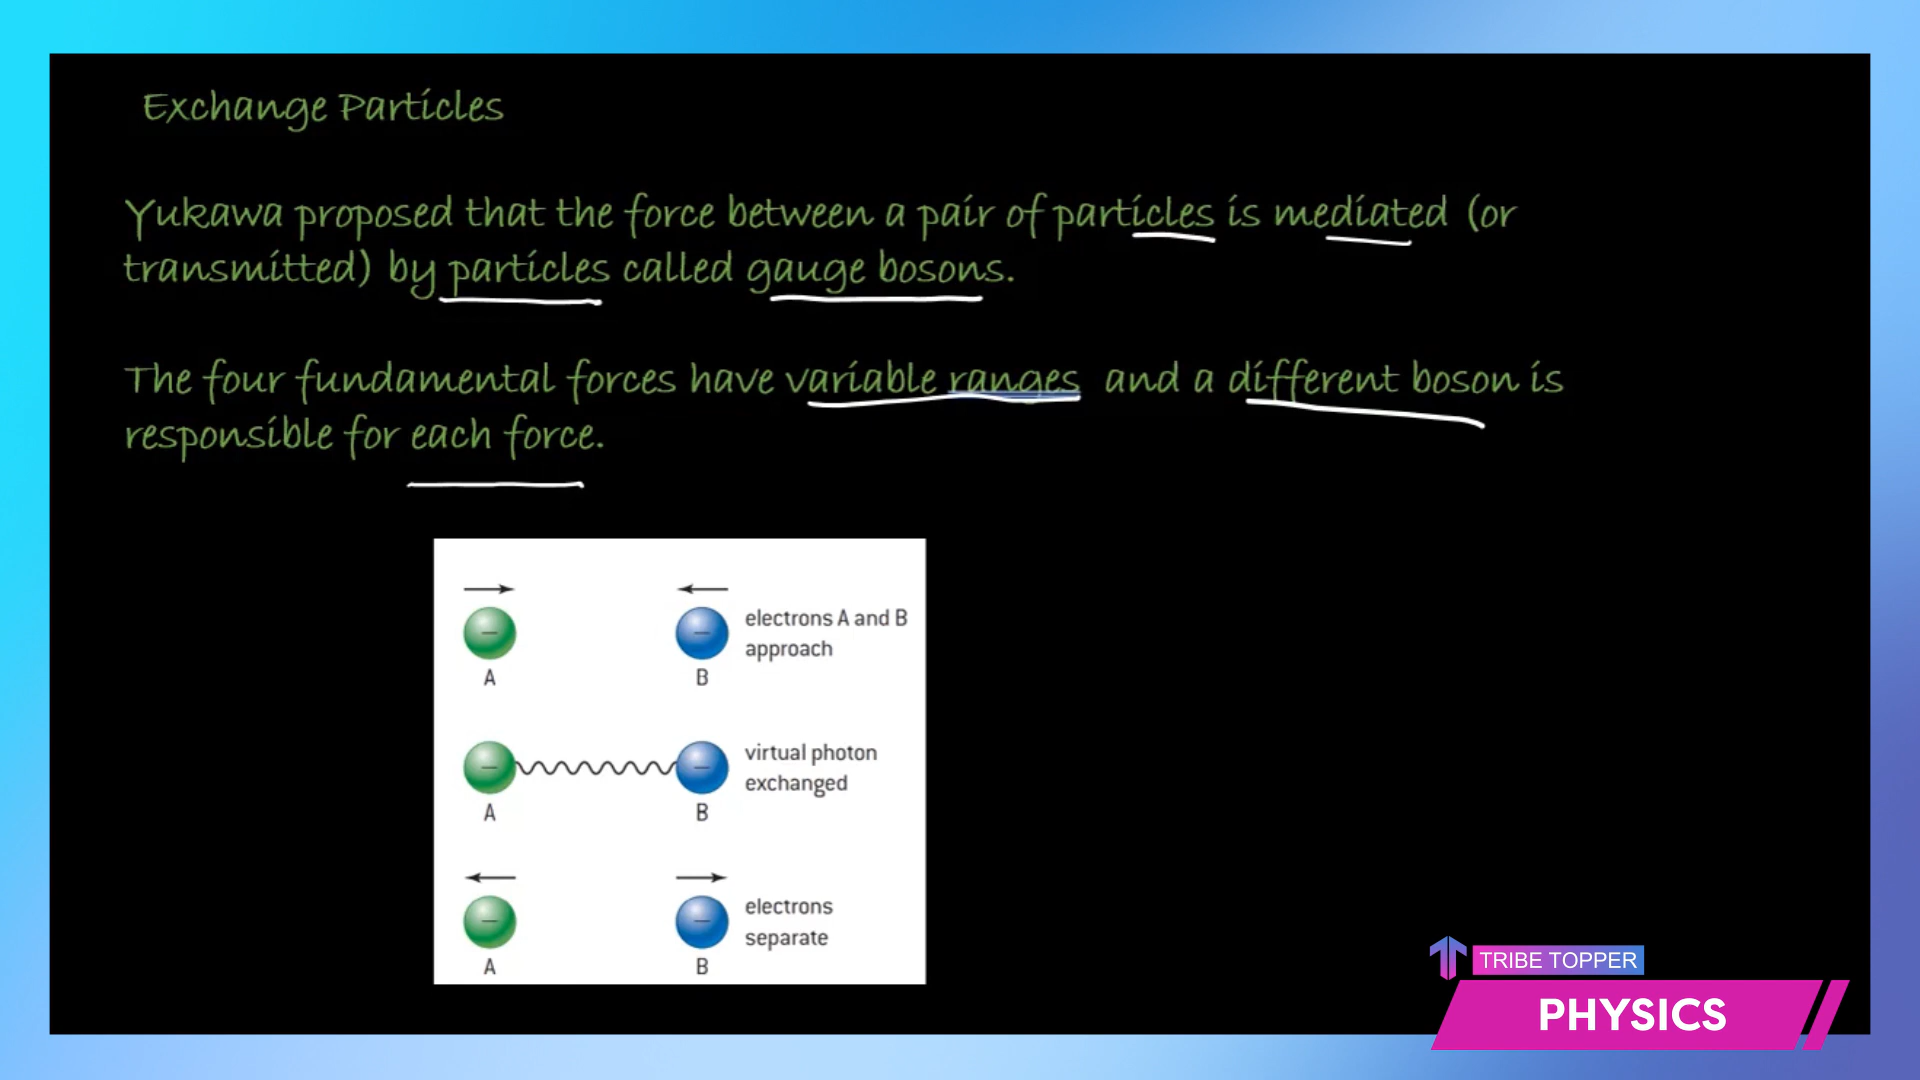 Exchange Particles
Yukawa proposed that the force between a pair of particles is mediated (or
transmitted) by particles called gauge bosons.
The four fundamental forces have variable ranges and a different boson is
responsible for each force.
electrons A and B
approach
A B
virtual photon
exchanged
A B
electrons
separate
A B
TRIBE TOPPER
PHYSICS